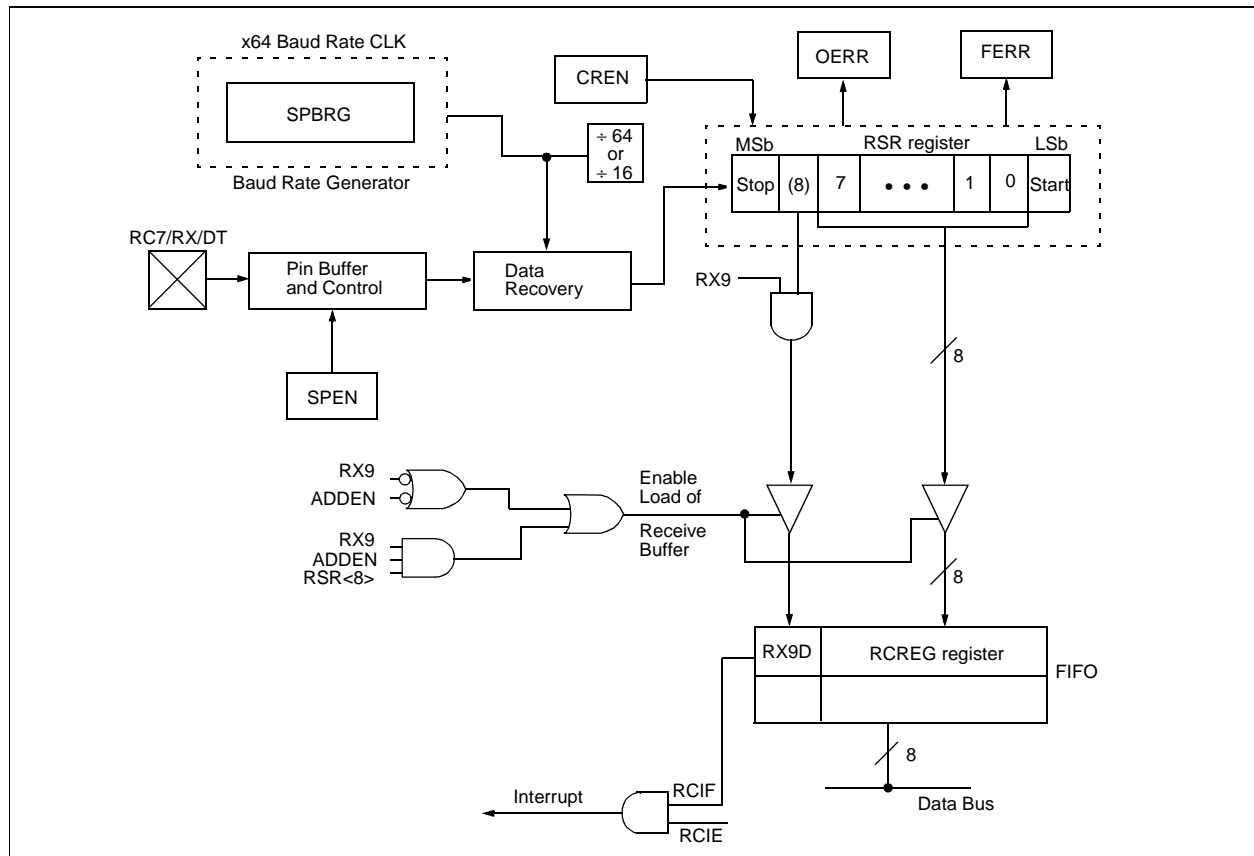 x64 Baud Rate CLK
SPBRG
Baud Rate Generator
CREN
OERR
FERR
÷ 64
or
÷ 16
MSb
RSR register
LSb
Stop
(8)
7
• • •
1
0
Start
RC7/RX/DT
Pin Buffer
and Control
Data
Recovery
RX9
8
SPEN
RX9
ADDEN
RX9
ADDEN
RSR<8>
Enable
Load of
Receive
Buffer
8
RX9D
RCREG register
FIFO
8
Data Bus
Interrupt
RCIF
RCIE